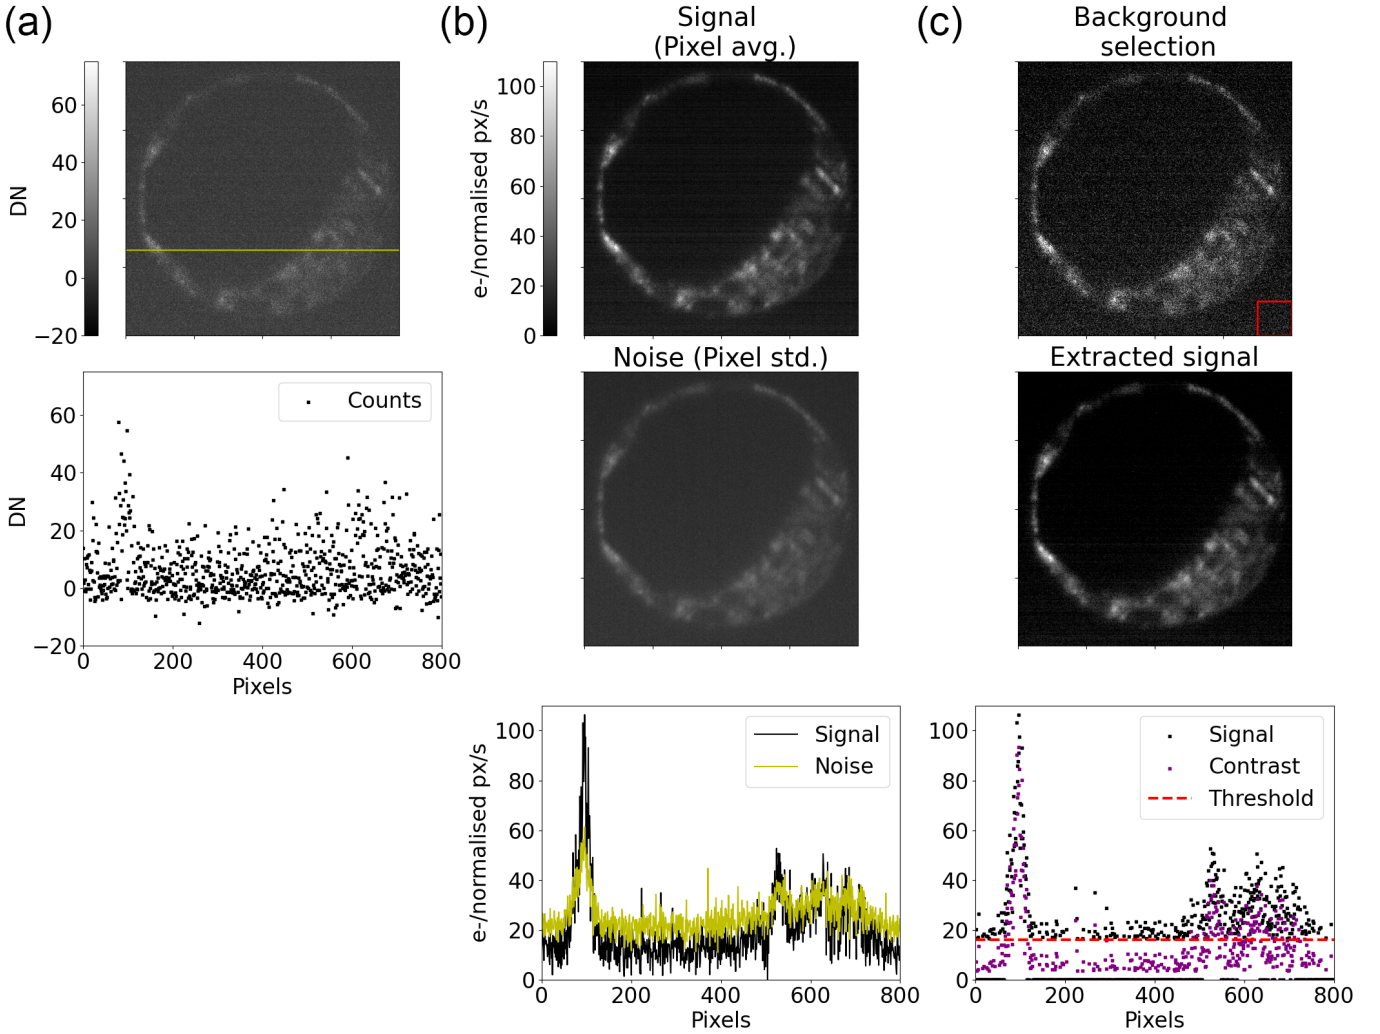 (a)
(b)
(c)
Signal
(Pixel avg.)
Background
selection
DN
60
40
20
0
−20
e-/normalised px/s
100
80
60
40
20
0
Noise (Pixel std.)
Extracted signal
DN
60
40
20
0
−20
Counts
0 200 400 600 800
Pixels
e-/normalised px/s
100
80
60
40
20
0
Signal
Noise
0 200 400 600 800
Pixels
100
80
60
40
20
0
Signal
Contrast
Threshold
0 200 400 600 800
Pixels